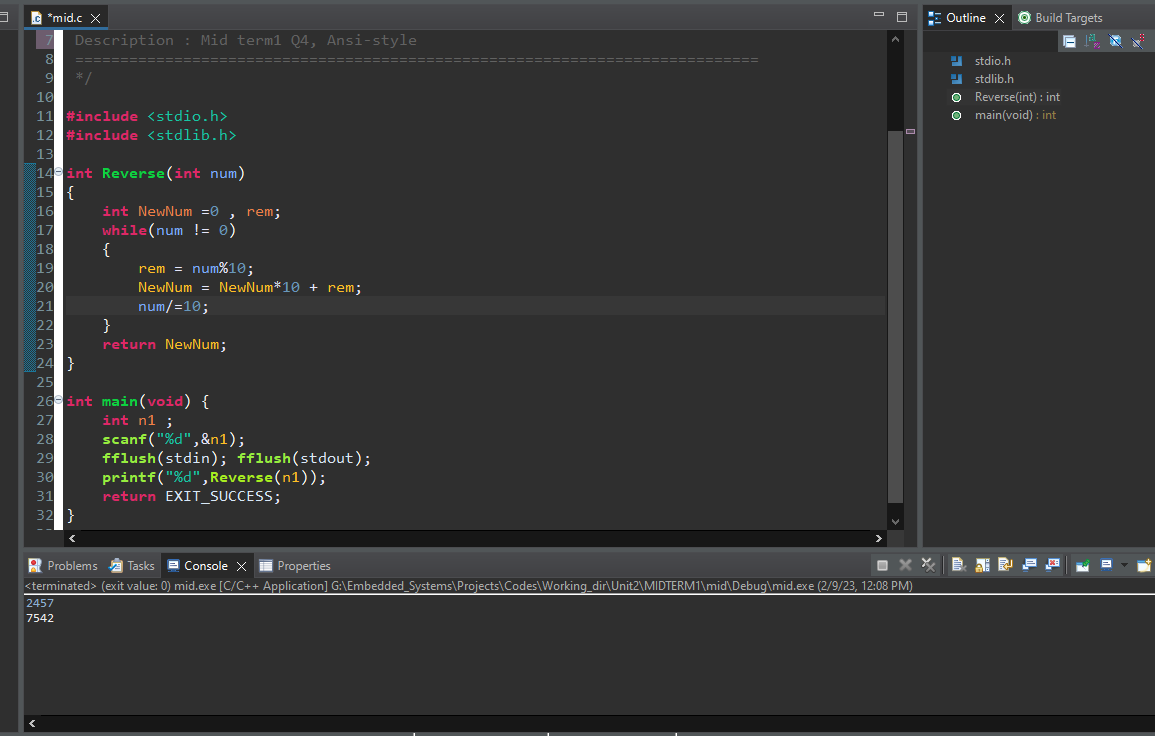 *mid.c
Outline
Build Targets
7 Description : Mid term1 Q4, Ansi-style
8 ============================================================================
9 */
10
11 #include <stdio.h>
12 #include <stdlib.h>
13
14 int Reverse(int num)
15 {
16 int NewNum =0 , rem;
17 while(num != 0)
18 {
19 rem = num%10;
20 NewNum = NewNum*10 + rem;
21 num/=10;
22 }
23 return NewNum;
24 }
25
26 int main(void) {
27 int n1 ;
28 scanf("%d",&n1);
29 fflush(stdin); fflush(stdout);
30 printf("%d",Reverse(n1));
31 return EXIT_SUCCESS;
32 }
stdio.h
stdlib.h
Reverse(int) : int
main(void) : int
Problems Tasks Console Properties
<terminated> (exit value: 0) mid.exe [C/C++ Application] G:\Embedded_Systems\Projects\Codes\Working_dir\Unit2\MIDTERM1\mid\Debug\mid.exe (2/9/23, 12:08 PM)
2457
7542